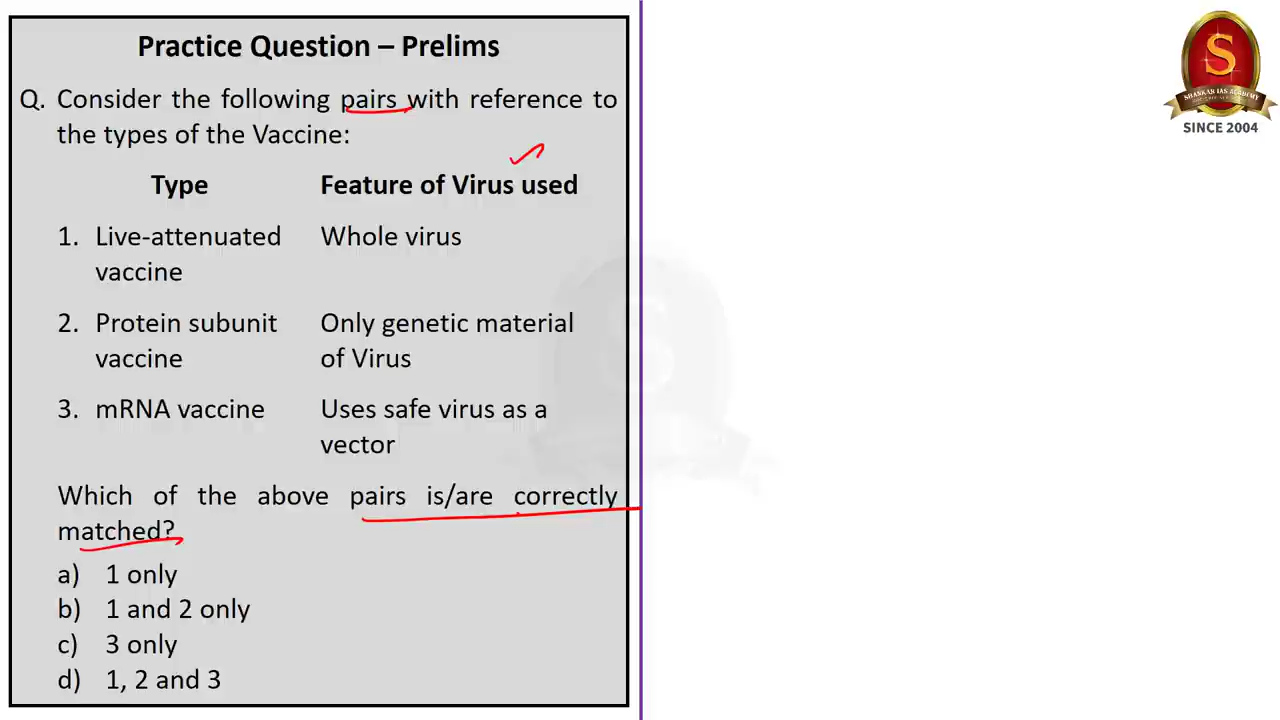 Practice Question – Prelims
Q. Consider the following pairs with reference to
the types of the Vaccine:
Type Feature of Virus used
1. Live-attenuated Whole virus
vaccine
2. Protein subunit Only genetic material
vaccine of Virus
3. mRNA vaccine Uses safe virus as a
vector
Which of the above pairs is/are correctly
matched?
a) 1 only
b) 1 and 2 only
c) 3 only
d) 1, 2 and 3
S
SHANKAR IAS ACADEMY
SINCE 2004